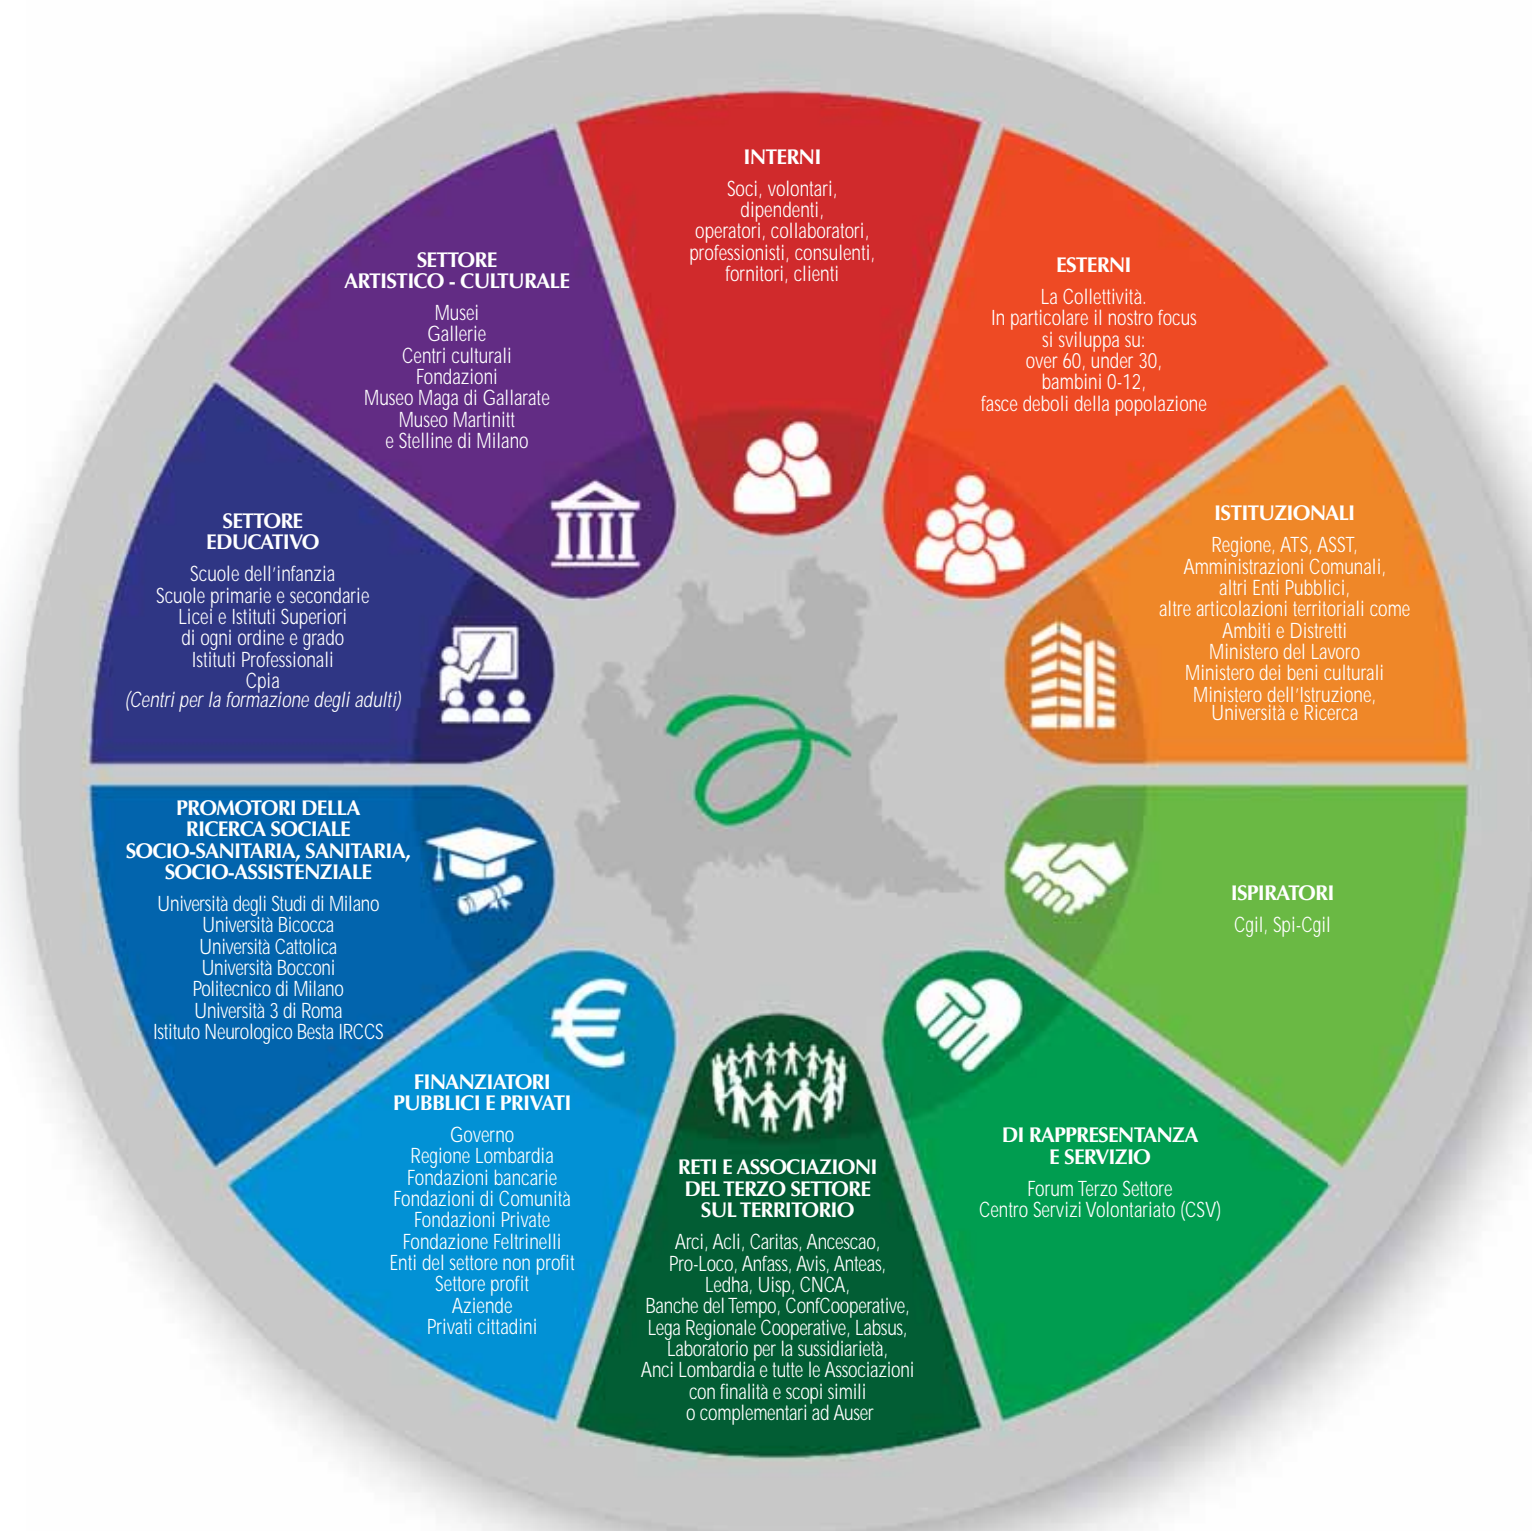 INTERNI
Soci, volontari,
dipendenti,
operatori, collaboratori,
professionisti, consulenti,
fornitori, clienti
ESTERNI
La Collettività.
In particolare il nostro focus
si sviluppa su:
over 60, under 30,
bambini 0-12,
fasce deboli della popolazione
ISTITUZIONALI
Regione, ATS, ASST,
Amministrazioni Comunali,
altri Enti Pubblici,
altre articolazioni territoriali come
Ambiti e Distretti
Ministero del Lavoro
Ministero dei beni culturali
Ministero dell'Istruzione,
Università e Ricerca
ISPIRATORI
Cgil, Spi-Cgil
DI RAPPRESENTANZA
E SERVIZIO
Forum Terzo Settore
Centro Servizi Volontariato (CSV)
RETI E ASSOCIAZIONI
DEL TERZO SETTORE
SUL TERRITORIO
Arci, Acli, Caritas, Ancescao,
Pro-Loco, Anfass, Avis, Anteas,
Ledha, Uisp, CNCA,
Banche del Tempo, ConfCooperative,
Lega Regionale Cooperative, Labsus,
Laboratorio per la sussidiarietà,
Anci Lombardia e tutte le Associazioni
con finalità e scopi simili
o complementari ad Auser
FINANZIATORI
PUBBLICI E PRIVATI
Governo
Regione Lombardia
Fondazioni bancarie
Fondazioni di Comunità
Fondazioni Private
Fondazione Feltrinelli
Enti del settore non profit
Settore profit
Aziende
Privati cittadini
€
PROMOTORI DELLA
RICERCA SOCIALE
SOCIO-SANITARIA, SANITARIA,
SOCIO-ASSISTENZIALE
Università degli Studi di Milano
Università Bicocca
Università Cattolica
Università Bocconi
Politecnico di Milano
Università 3 di Roma
Istituto Neurologico Besta IRCCS
SETTORE
EDUCATIVO
Scuole dell'infanzia
Scuole primarie e secondarie
Licei e Istituti Superiori
di ogni ordine e grado
Istituti Professionali
Cpia
(Centri per la formazione degli adulti)
SETTORE
ARTISTICO - CULTURALE
Musei
Gallerie
Centri culturali
Fondazioni
Museo Maga di Gallarate
Museo Martinitt
e Stelline di Milano